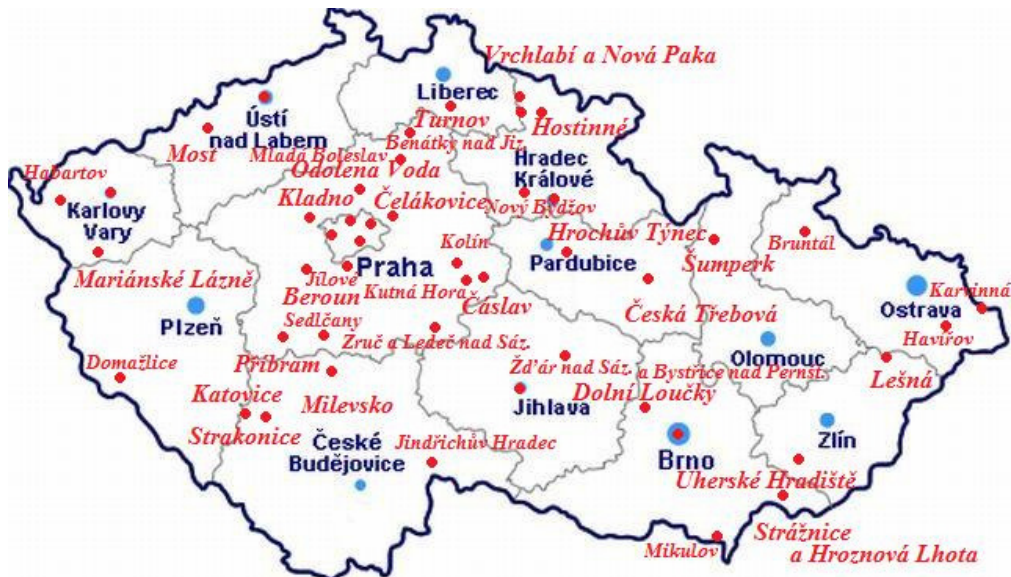 Vrchlabí a Nová Paka
Liberec
Turnov
Hostinné
Ústí
nad Labem
Most
Mladá Boleslav
Benátky nad Jiz.
Odolena Voda
Hradec
Králové
Habartov
Kladno
Čelákovice
Nový Bydžov
Karlovy
Vary
Hrochův Týnec
Bruntál
Kolín
Pardubice
Šumperk
Praha
Mariánské Lázně
Jílové
Beroun
Kutná Hora
Čáslav
Česká Třebová
Ostrava
Karvinná
Plzeň
Sedlčany
Zruč a Ledeč nad Sáz.
Havířov
Olomouc
Domažlice
Příbram
Žďár nad Sáz. a Bystřice nad Pernšt.
Lešná
Katovice
Milevsko
Jihlava
Dolní Loučky
Strakonice
České
Budějovice
Jindřichův Hradec
Zlín
Brno
Uherské Hradiště
Strážnice
a Hroznová Lhota
Mikulov